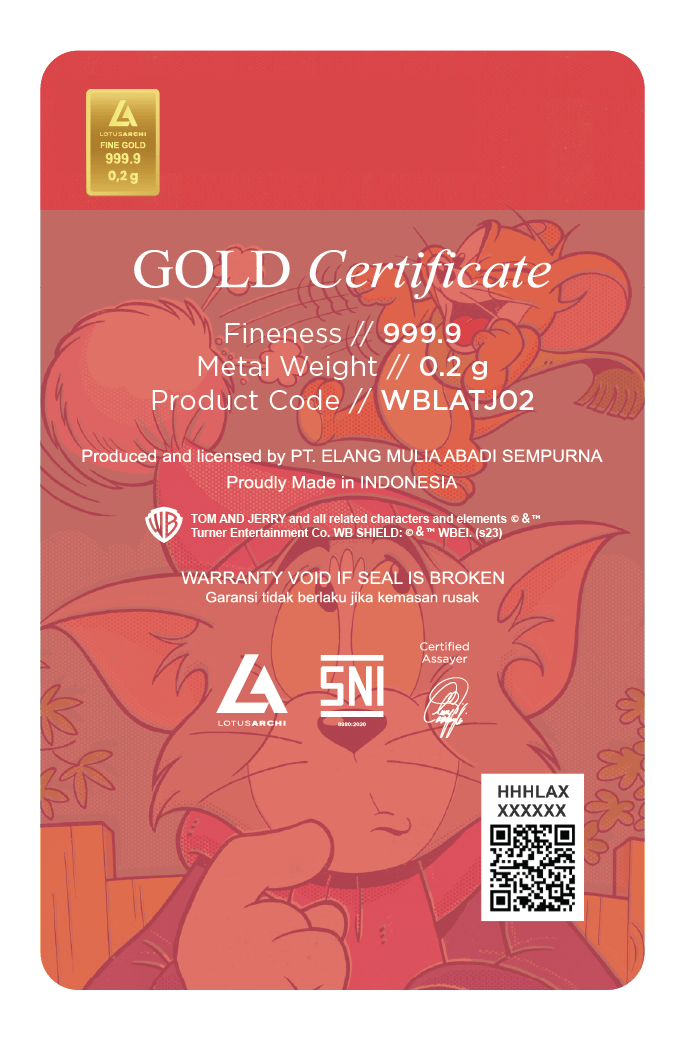 LOTUSARCHI
FINE GOLD
999.9
0,2 g
GOLD Certificate
Fineness // 999.9
Metal Weight // 0.2 g
Product Code // WBLATJ02
Produced and licensed by PT. ELANG MULIA ABADI SEMPURNA
Proudly Made in INDONESIA
WB
TOM AND JERRY and all related characters and elements © & ™
Turner Entertainment Co. WB SHIELD: © & ™ WBEI. (s23)
WARRANTY VOID IF SEAL IS BROKEN
Garansi tidak berlaku jika kemasan rusak
LOTUSARCHI
SNI
8880:2020
Certified
Assayer
HHHLAX
XXXXXX